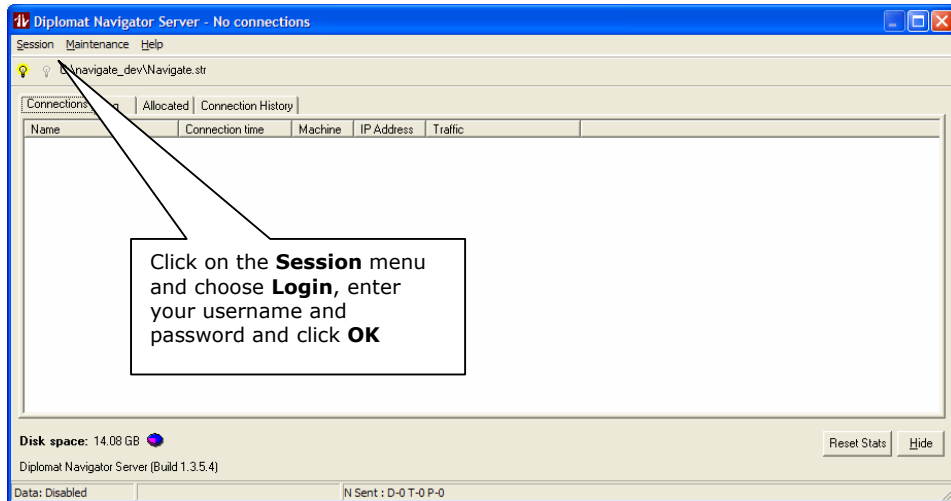 Diplomat Navigator Server - No connections
Session Maintenance Help
\navigate_dev\Navigate.str
Connections Allocated Connection History
Name Connection time Machine IP Address Traffic
Click on the Session menu
and choose Login, enter
your username and
password and click OK
Disk space: 14.08 GB
Reset Stats Hide
Diplomat Navigator Server (Build 1.3.5.4)
Data: Disabled N Sent : D-0 T-0 P-0